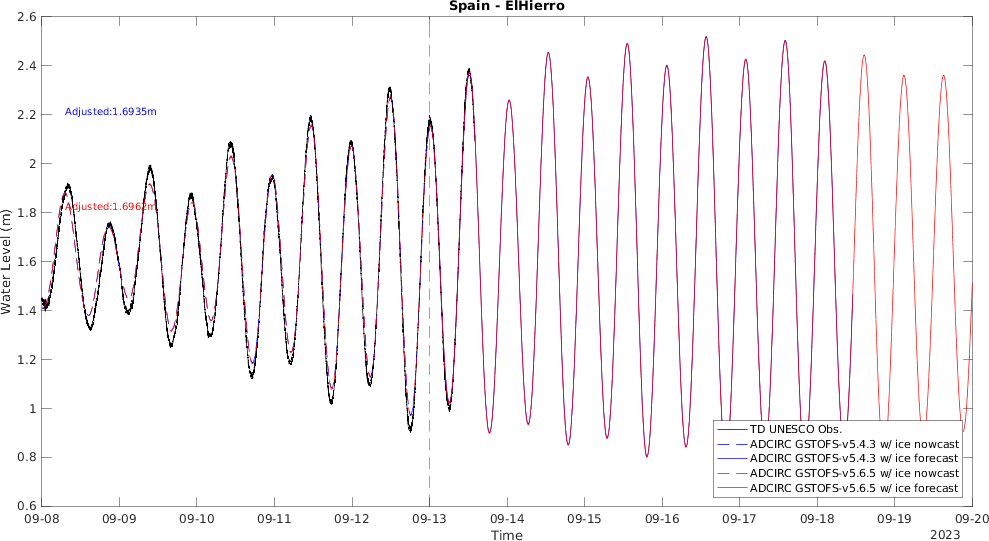 Spain - ElHierro
2.6
2.4
2.2
2
1.8
1.6
1.4
1.2
1
0.8
0.6
Water Level (m)
Adjusted:1.6935m
Adjusted:1.6962m
TD UNESCO Obs.
ADCIRC GSTOFS-v5.4.3 w/ ice nowcast
ADCIRC GSTOFS-v5.4.3 w/ ice forecast
ADCIRC GSTOFS-v5.6.5 w/ ice nowcast
ADCIRC GSTOFS-v5.6.5 w/ ice forecast
09-08 09-09 09-10 09-11 09-12 09-13 09-14 09-15 09-16 09-17 09-18 09-19 09-20
Time
2023